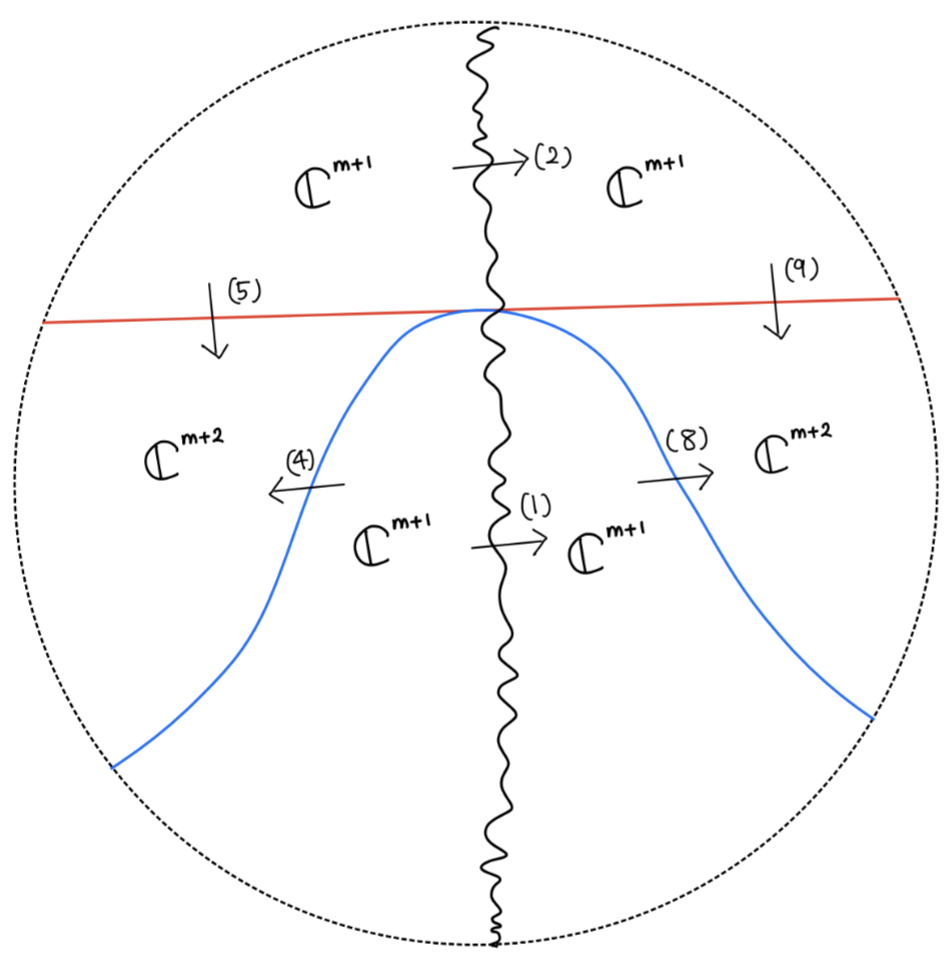 ℂ^{m+1} (2) ℂ^{m+1}
(5) (9)
ℂ^{m+2} (4) (8) ℂ^{m+2}
ℂ^{m+1} (1) ℂ^{m+1}